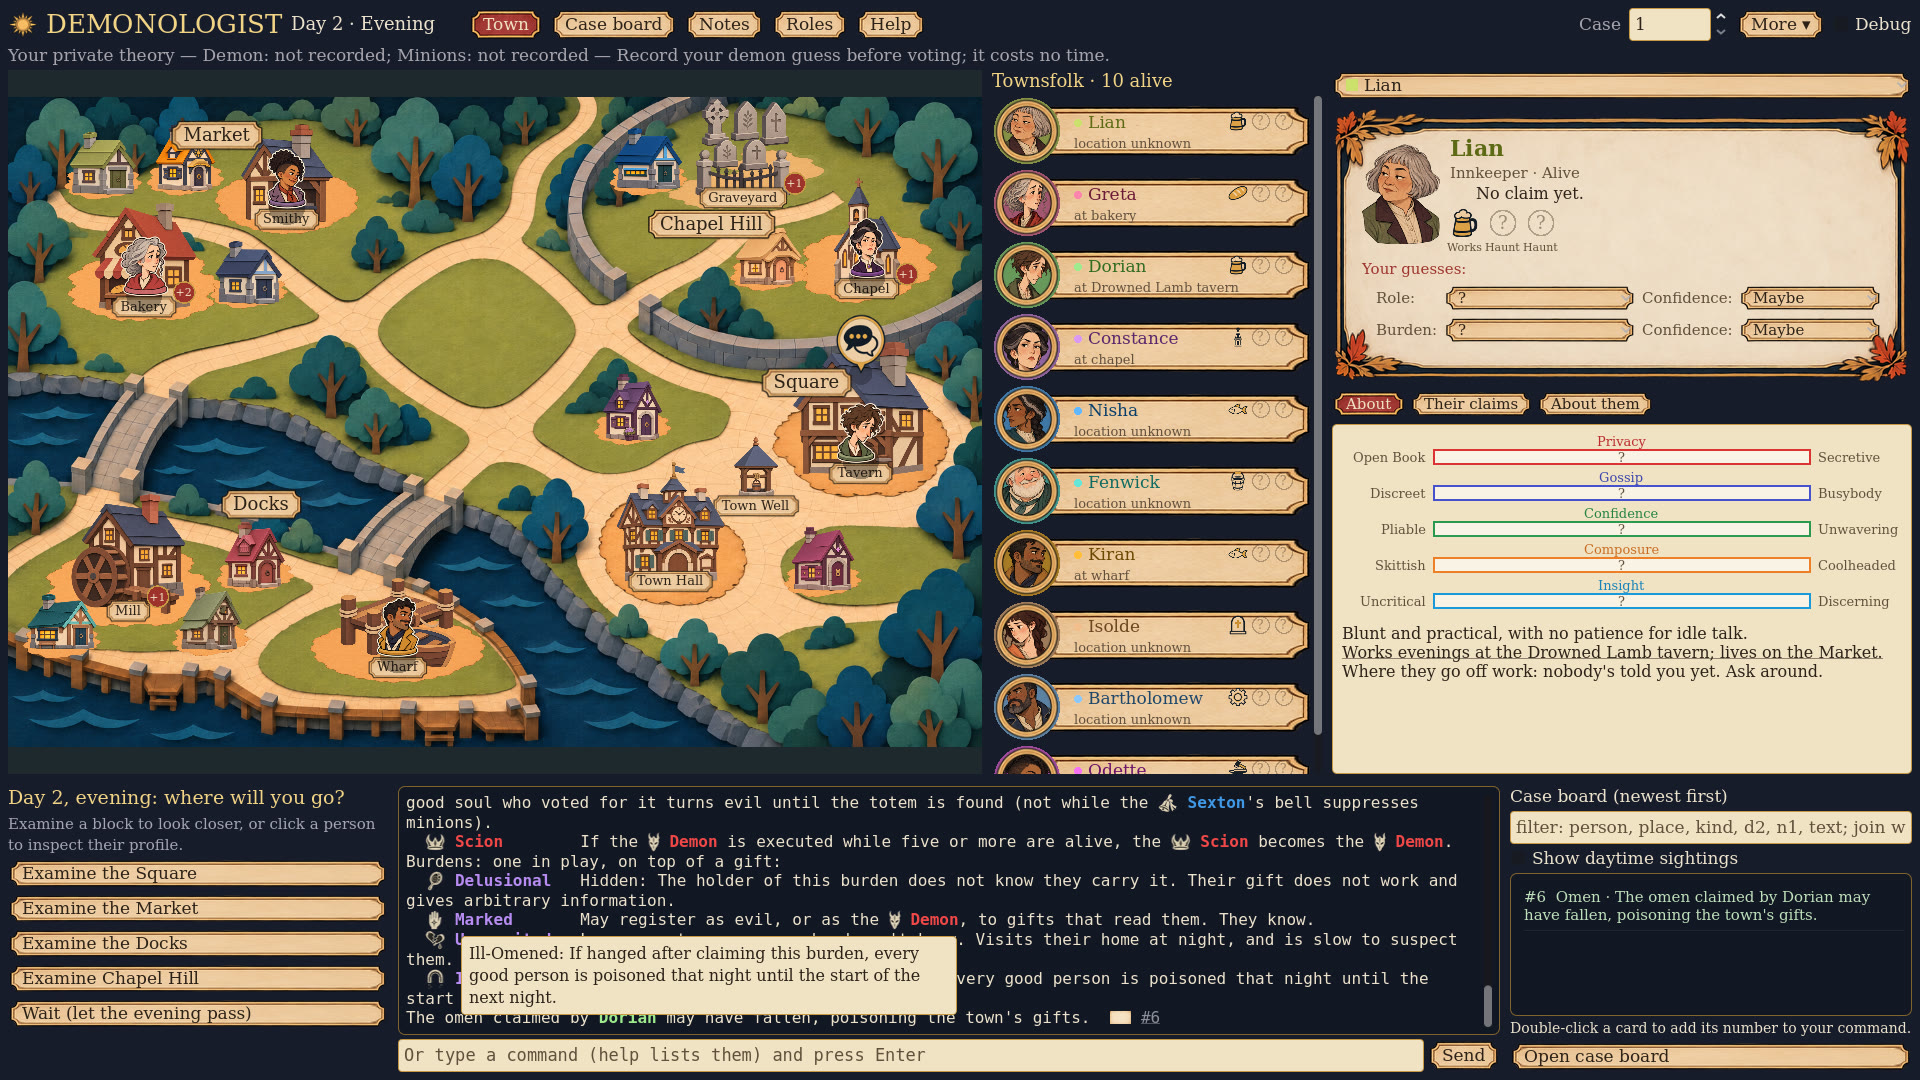 DEMONOLOGIST Day 2 · Evening
Town
Case board
Notes
Roles
Help
Case 1
More ▾
Debug
Your private theory — Demon: not recorded; Minions: not recorded — Record your demon guess before voting; it costs no time.
Market
Smithy
Bakery
+2
Graveyard
+1
Chapel Hill
Chapel
+1
Square
Tavern
Town Well
Town Hall
Docks
Mill
+1
Wharf
Townsfolk · 10 alive
Lian
location unknown
Greta
at bakery
Dorian
at Drowned Lamb tavern
Constance
at chapel
Nisha
location unknown
Fenwick
location unknown
Kiran
at wharf
Isolde
location unknown
Bartholomew
location unknown
Odette
Lian
Lian
Innkeeper · Alive
No claim yet.
? ?
Works Haunt Haunt
Your guesses:
Role: ? Confidence: Maybe
Burden: ? Confidence: Maybe
About
Their claims
About them
Privacy
Open Book ? Secretive
Gossip
Discreet ? Busybody
Confidence
Pliable ? Unwavering
Composure
Skittish ? Coolheaded
Insight
Uncritical ? Discerning
Blunt and practical, with no patience for idle talk.
Works evenings at the Drowned Lamb tavern; lives on the Market.
Where they go off work: nobody's told you yet. Ask around.
Day 2, evening: where will you go?
Examine a block to look closer, or click a person
to inspect their profile.
Examine the Square
Examine the Market
Examine the Docks
Examine Chapel Hill
Wait (let the evening pass)
good soul who voted for it turns evil until the totem is found (not while the Sexton's bell suppresses
minions).
Scion If the Demon is executed while five or more are alive, the Scion becomes the Demon.
Burdens: one in play, on top of a gift:
Delusional Hidden: The holder of this burden does not know they carry it. Their gift does not work and
gives arbitrary information.
Marked May register as evil, or as the Demon, to gifts that read them. They know.
. Visits their home at night, and is slow to suspect
them.
very good person is poisoned that night until the
start
Ill-Omened: If hanged after claiming this burden, every
good person is poisoned that night until the start of the
next night.
The omen claimed by Dorian may have fallen, poisoning the town's gifts. #6
Or type a command (help lists them) and press Enter
Send
Case board (newest first)
filter: person, place, kind, d2, n1, text; join w
Show daytime sightings
#6 Omen · The omen claimed by Dorian may
have fallen, poisoning the town's gifts.
Double-click a card to add its number to your command.
Open case board